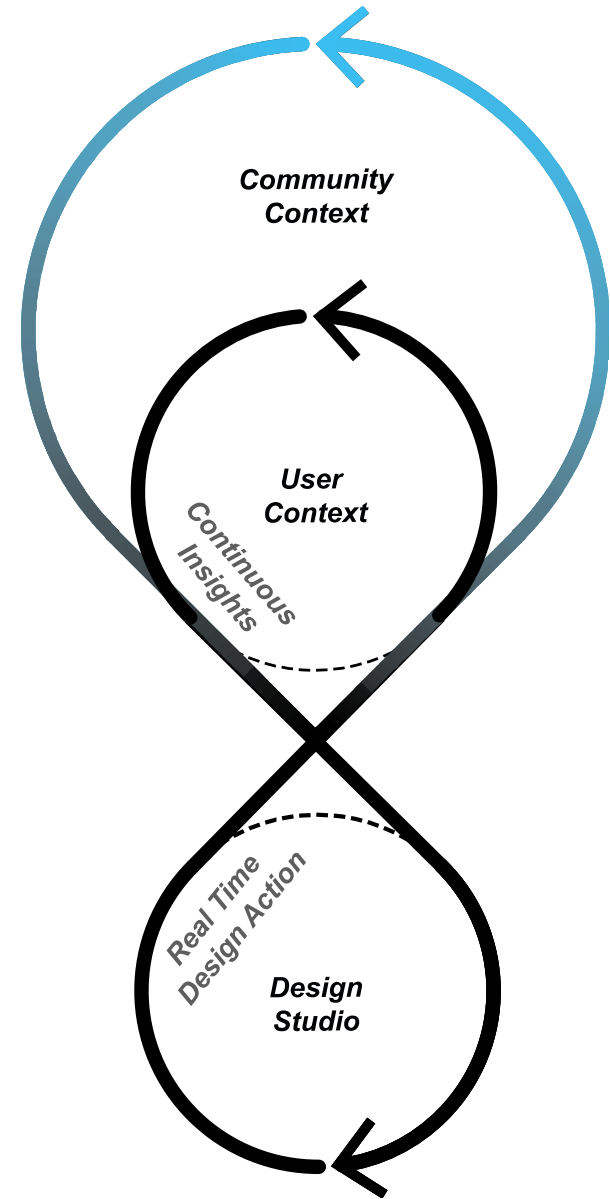 Community
Context
User
Context
Continuous
Insights
Real Time
Design Action
Design
Studio